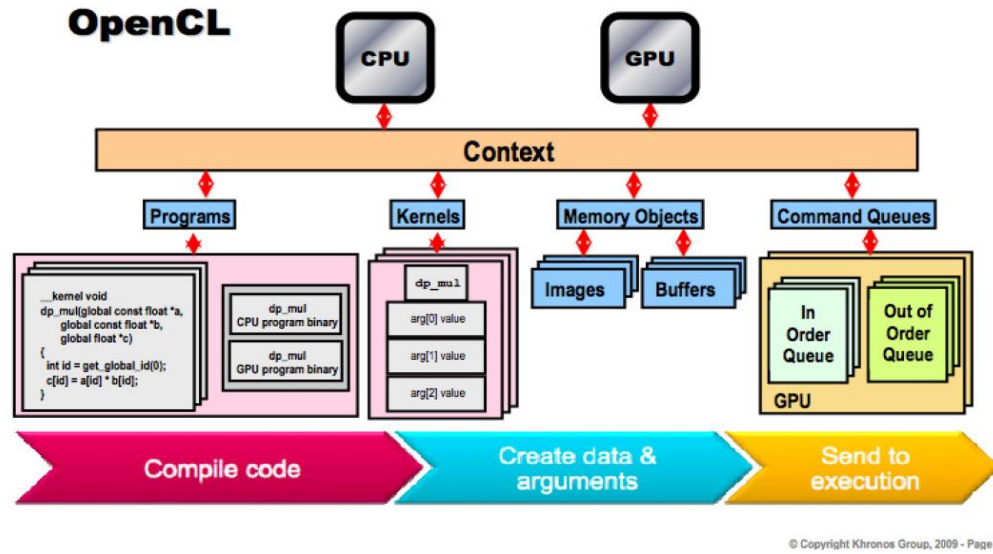 OpenCL
CPU
GPU
Context
Programs
Kernels
Memory Objects
Command Queues
__kernel void
dp_mul(global const float *a,
global const float *b,
global float *c)
{
int id = get_global_id(0);
c[id] = a[id] * b[id];
}
dp_mul
CPU program binary
dp_mul
GPU program binary
dp_mul
arg[0] value
arg[1] value
arg[2] value
Images
Buffers
In
Order
Queue
Out of
Order
Queue
GPU
Compile code
Create data &
arguments
Send to
execution
© Copyright Khronos Group, 2009 - Page